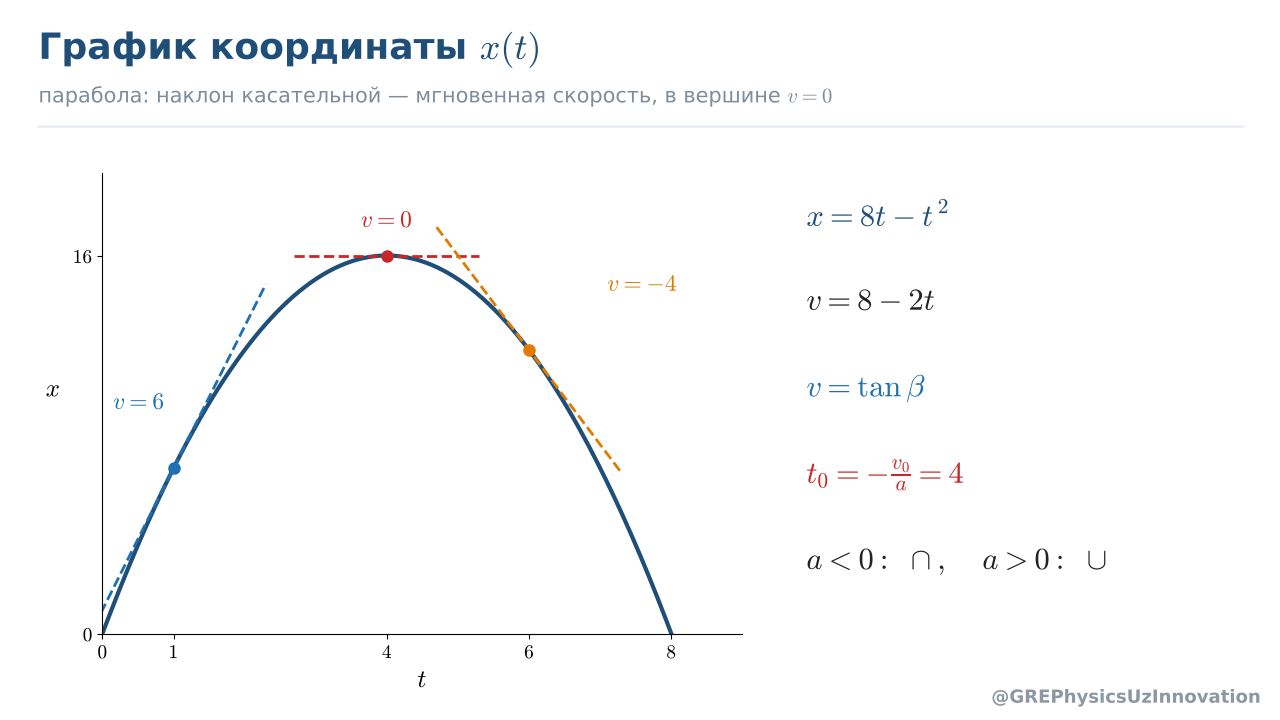 График координаты x(t)
парабола: наклон касательной — мгновенная скорость, в вершине v = 0
v = 0
16
v = −4
x
v = 6
0
0 1 4 6 8
t
x = 8t − t²
v = 8 − 2t
v = tan β
t₀ = −v₀/a = 4
a < 0 : ∩ , a > 0 : ∪
@GREPhysicsUzInnovation